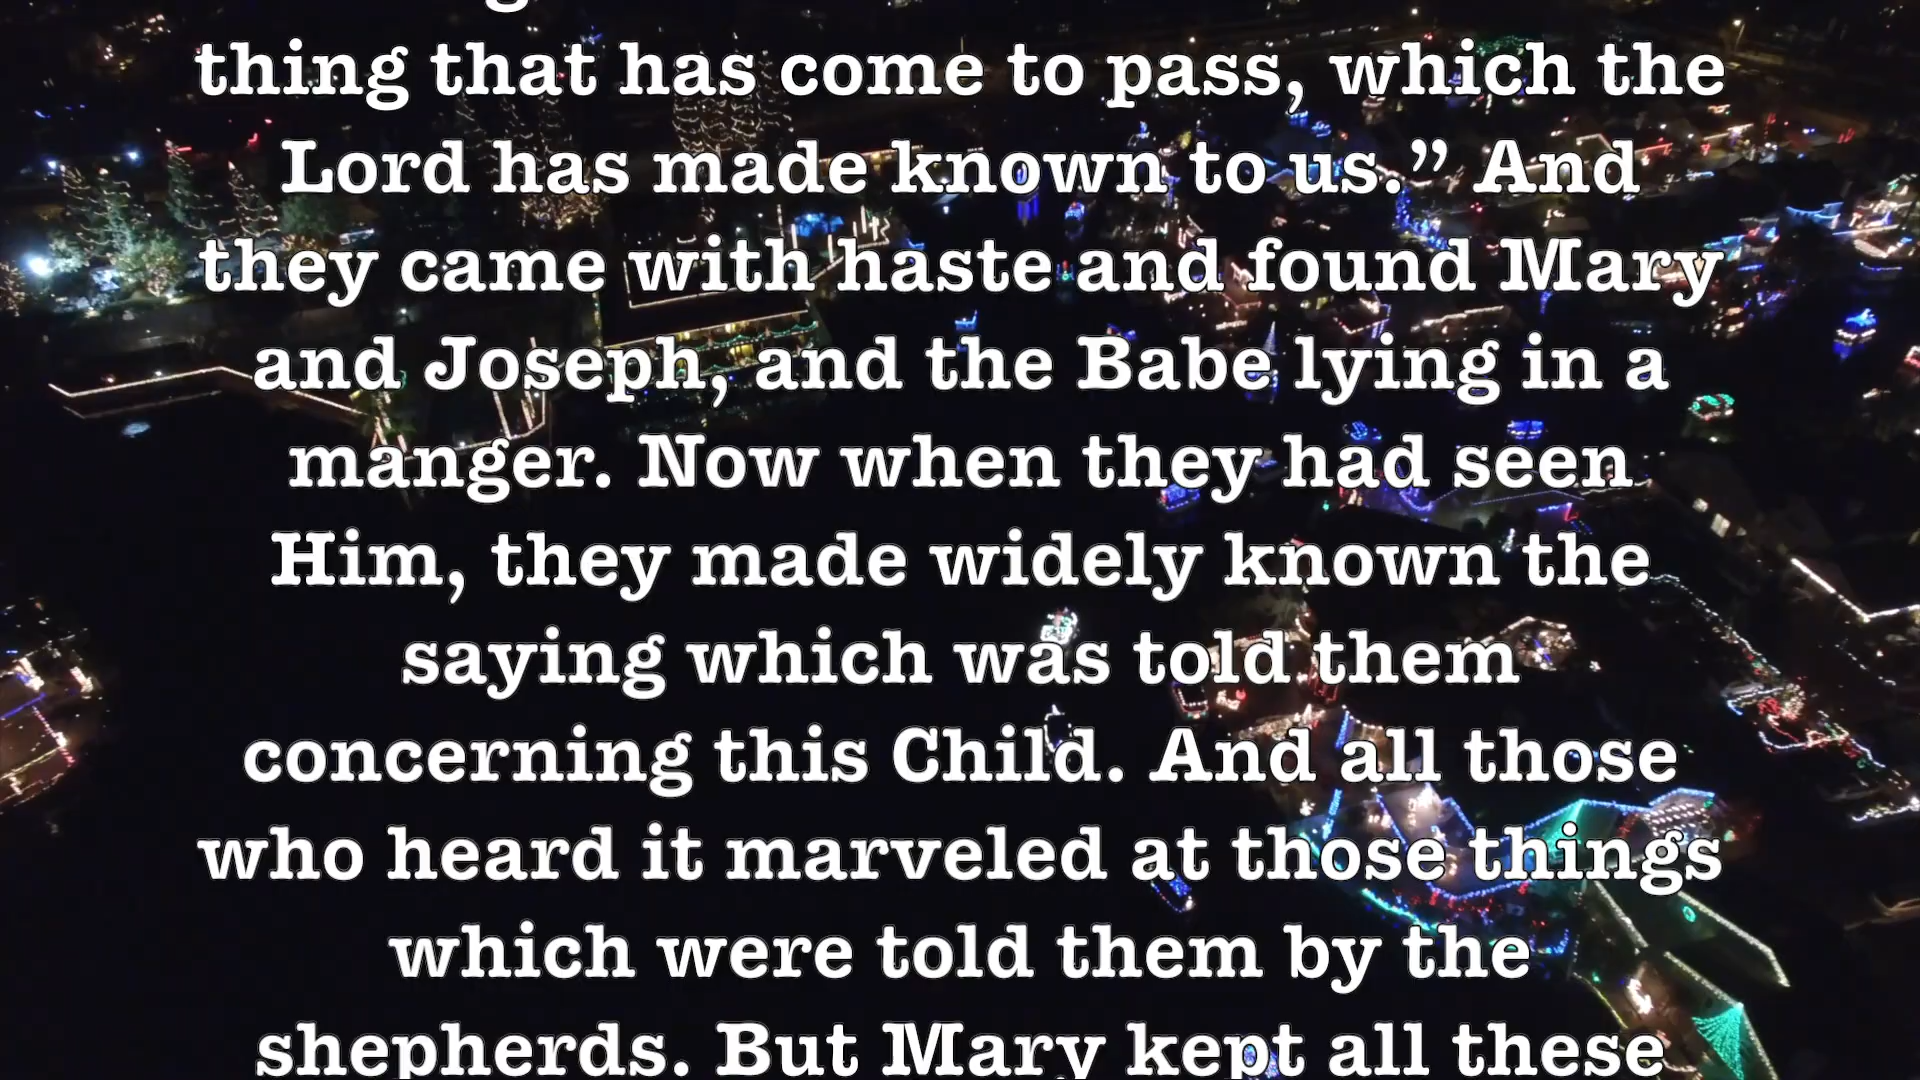 thing that has come to pass, which the
Lord has made known to us.” And
they came with haste and found Mary
and Joseph, and the Babe lying in a
manger. Now when they had seen
Him, they made widely known the
saying which was told them
concerning this Child. And all those
who heard it marveled at those things
which were told them by the
shepherds. But Mary kept all these